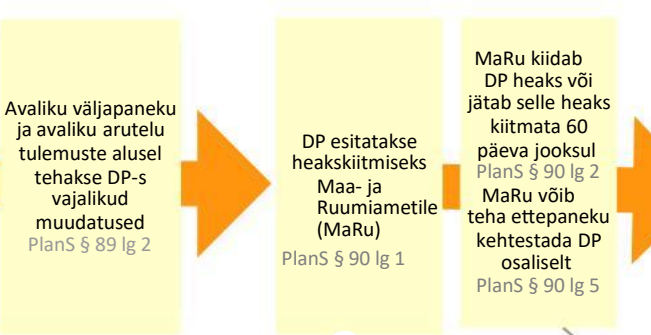 Avaliku väljapaneku
ja avaliku arutelu
tulemuste alusel
tehakse DP-s
vajalikud
muudatused
PlanS § 89 lg 2
DP esitatakse
heakskiitmiseks
Maa- ja
Ruumiametile
(MaRu)
PlanS § 90 lg 1
MaRu kiidab
DP heaks või
jätab selle heaks
kiitmata 60
päeva jooksul
PlanS § 90 lg 2
MaRu võib
teha ettepaneku
kehtestada DP
osaliselt
PlanS § 90 lg 5